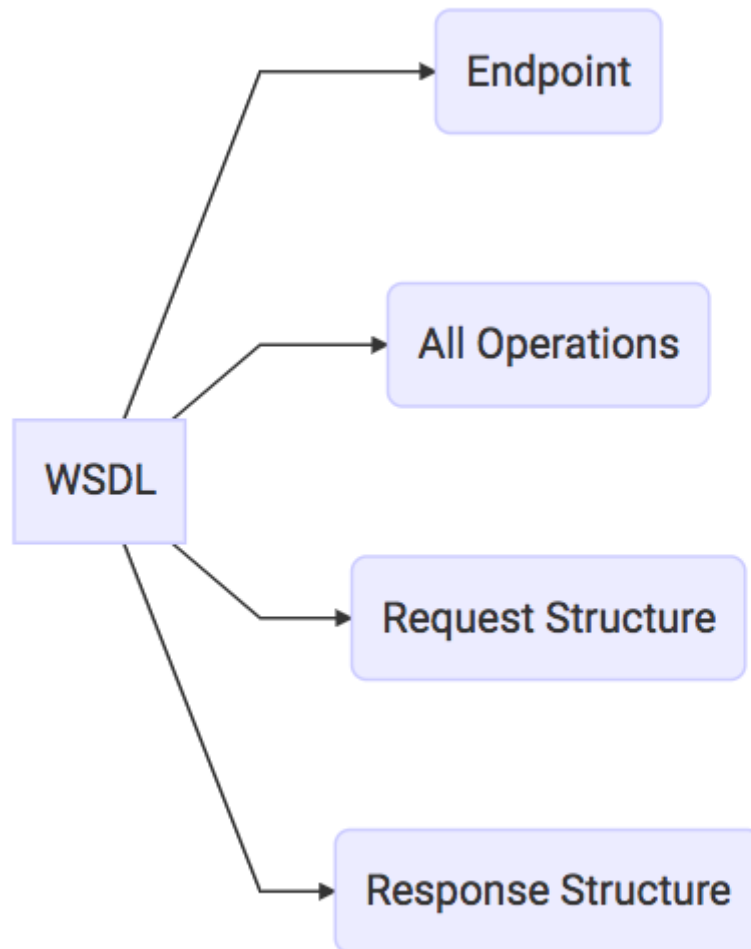 Endpoint
All Operations
WSDL
Request Structure
Response Structure